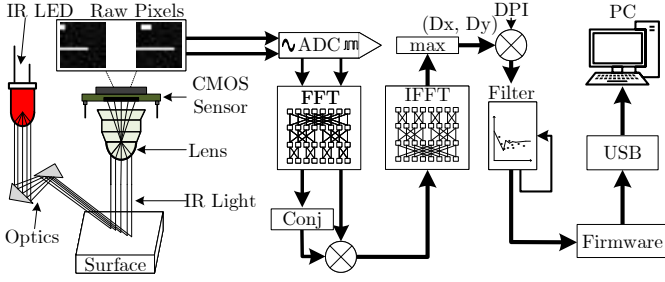 IR LED
Raw Pixels
CMOS
Sensor
Lens
IR Light
Optics
Surface
ADC
FFT
Conj
IFFT
max
(Dx, Dy)
DPI
Filter
PC
USB
Firmware